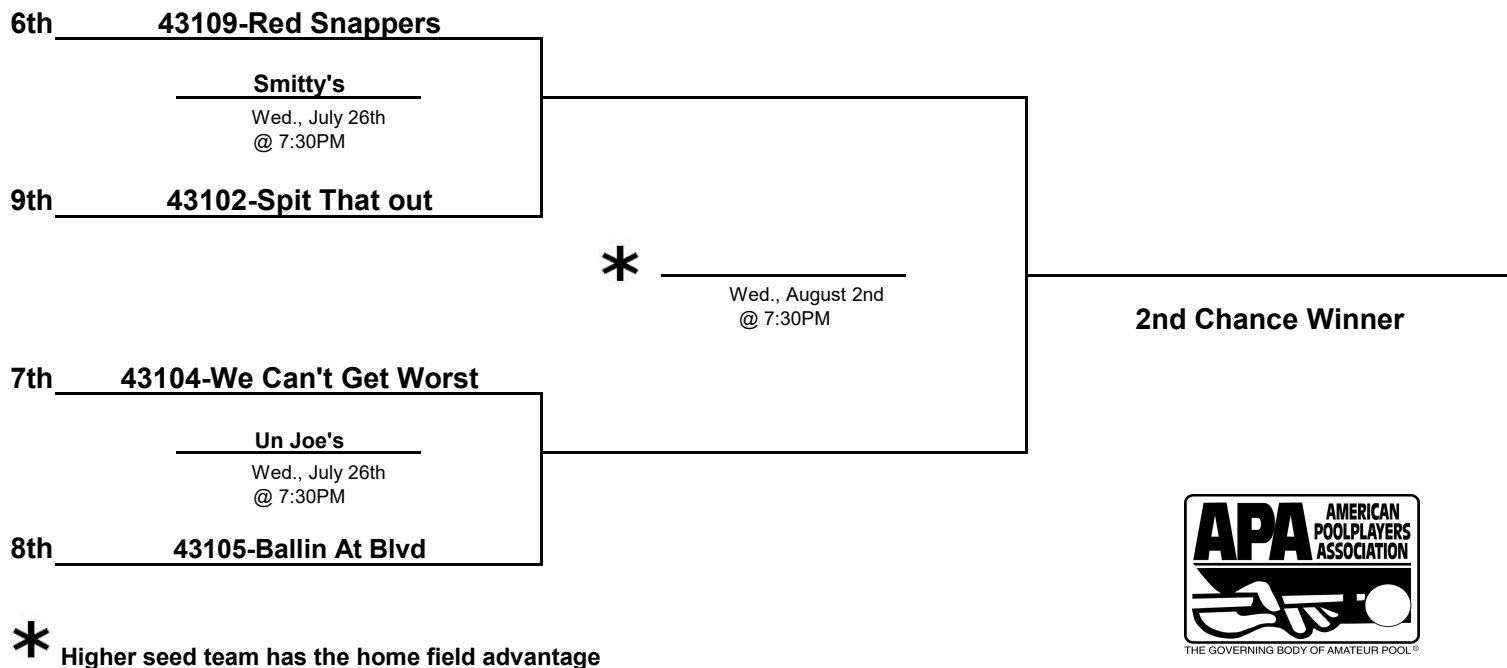 6th 43109-Red Snappers
Smitty's
Wed., July 26th
@ 7:30PM
9th 43102-Spit That out
* Wed., August 2nd
@ 7:30PM
2nd Chance Winner
7th 43104-We Can't Get Worst
Un Joe's
Wed., July 26th
@ 7:30PM
8th 43105-Ballin At Blvd
* Higher seed team has the home field advantage
APA AMERICAN
POOLPLAYERS
ASSOCIATION
THE GOVERNING BODY OF AMATEUR POOL®